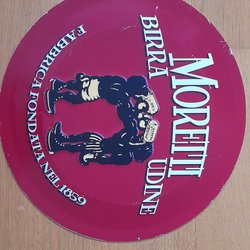 BIRRA
MORETTI
UDINE
FABBRICA FONDATA NEL 1859